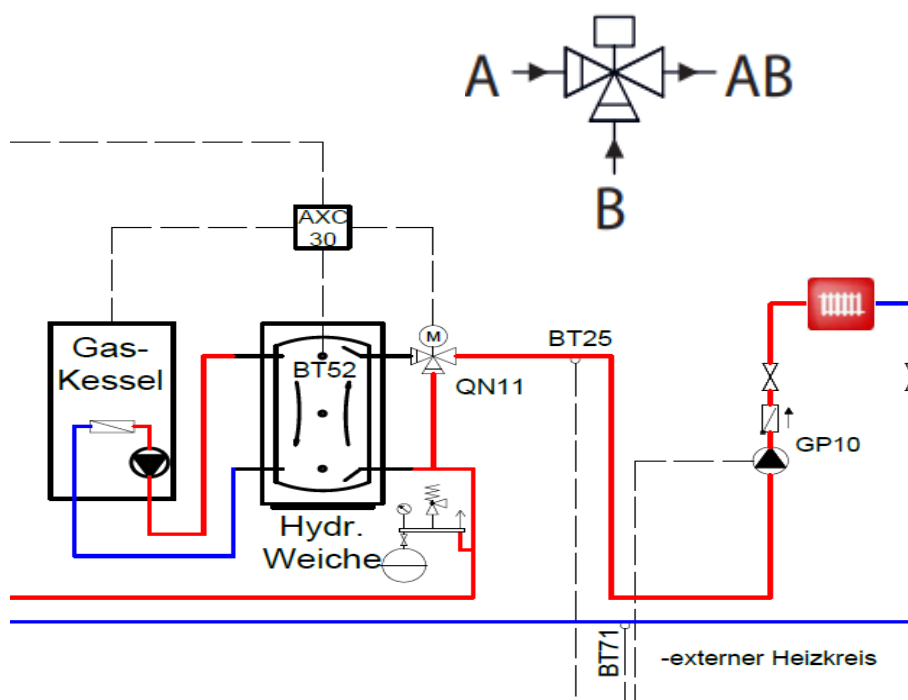 A
AB
B
AXC
30
Gas-
Kessel
BT52
M
QN11
BT25
GP10
Hydr.
Weiche
BT71
-externer Heizkreis